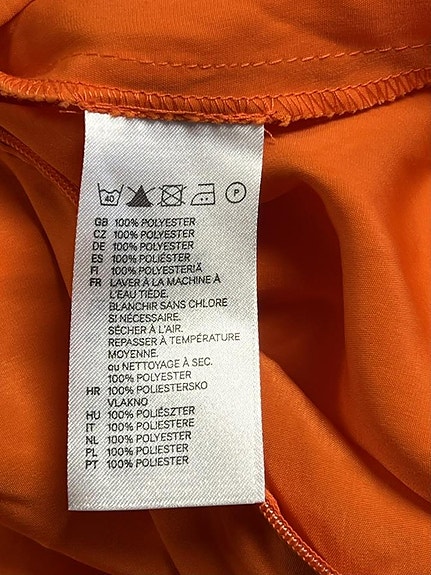 40 P
GB 100% POLYESTER
CZ 100% POLYESTER
DE 100% POLYESTER
ES 100% POLIÉSTER
FI 100% POLYESTERIÄ
FR LAVER À LA MACHINE À
L'EAU TIÈDE.
BLANCHIR SANS CHLORE
SI NÉCESSAIRE.
SÉCHER À L'AIR.
REPASSER À TEMPÉRATURE
MOYENNE.
ou NETTOYAGE À SEC.
100% POLYESTER
HR 100% POLIESTERSKO
VLAKNO
HU 100% POLIÉSZTER
IT 100% POLIESTERE
NL 100% POLYESTER
PL 100% POLIESTER
PT 100% POLIESTER